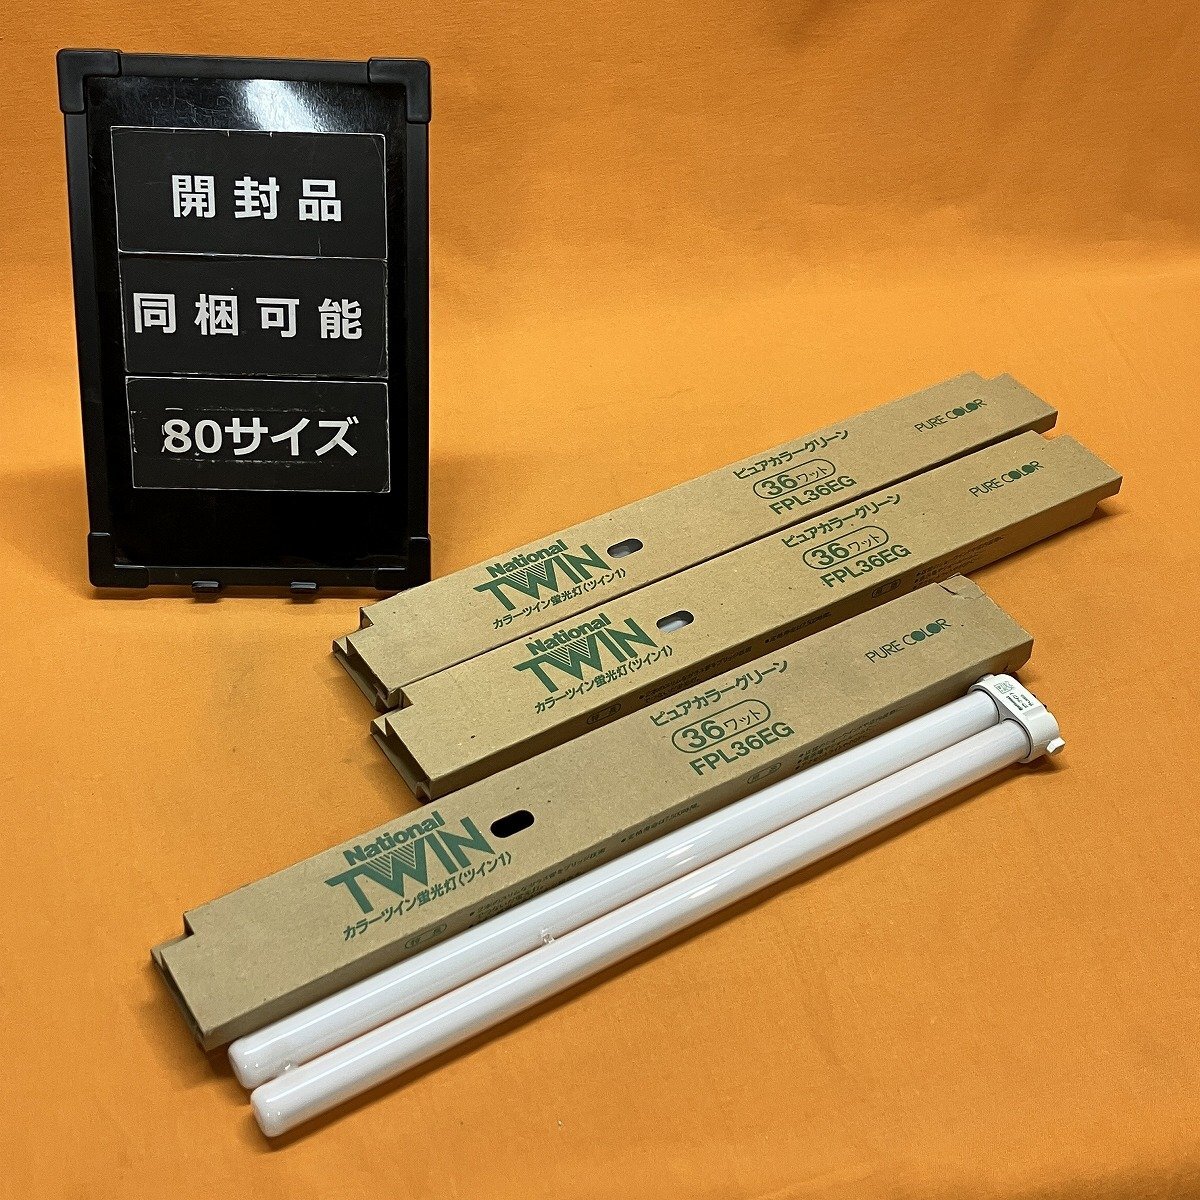 開封品
同梱可能
80サイズ
National
TWIN
カラーツイン蛍光灯(ツイン1)
ピュアカラーグリーン
36ワット
FPL36EG
PURE COLOR
National
TWIN
カラーツイン蛍光灯(ツイン1)
ピュアカラーグリーン
36ワット
FPL36EG
PURE COLOR
National
TWIN
カラーツイン蛍光灯(ツイン1)
ピュアカラーグリーン
36ワット
FPL36EG
PURE COLOR